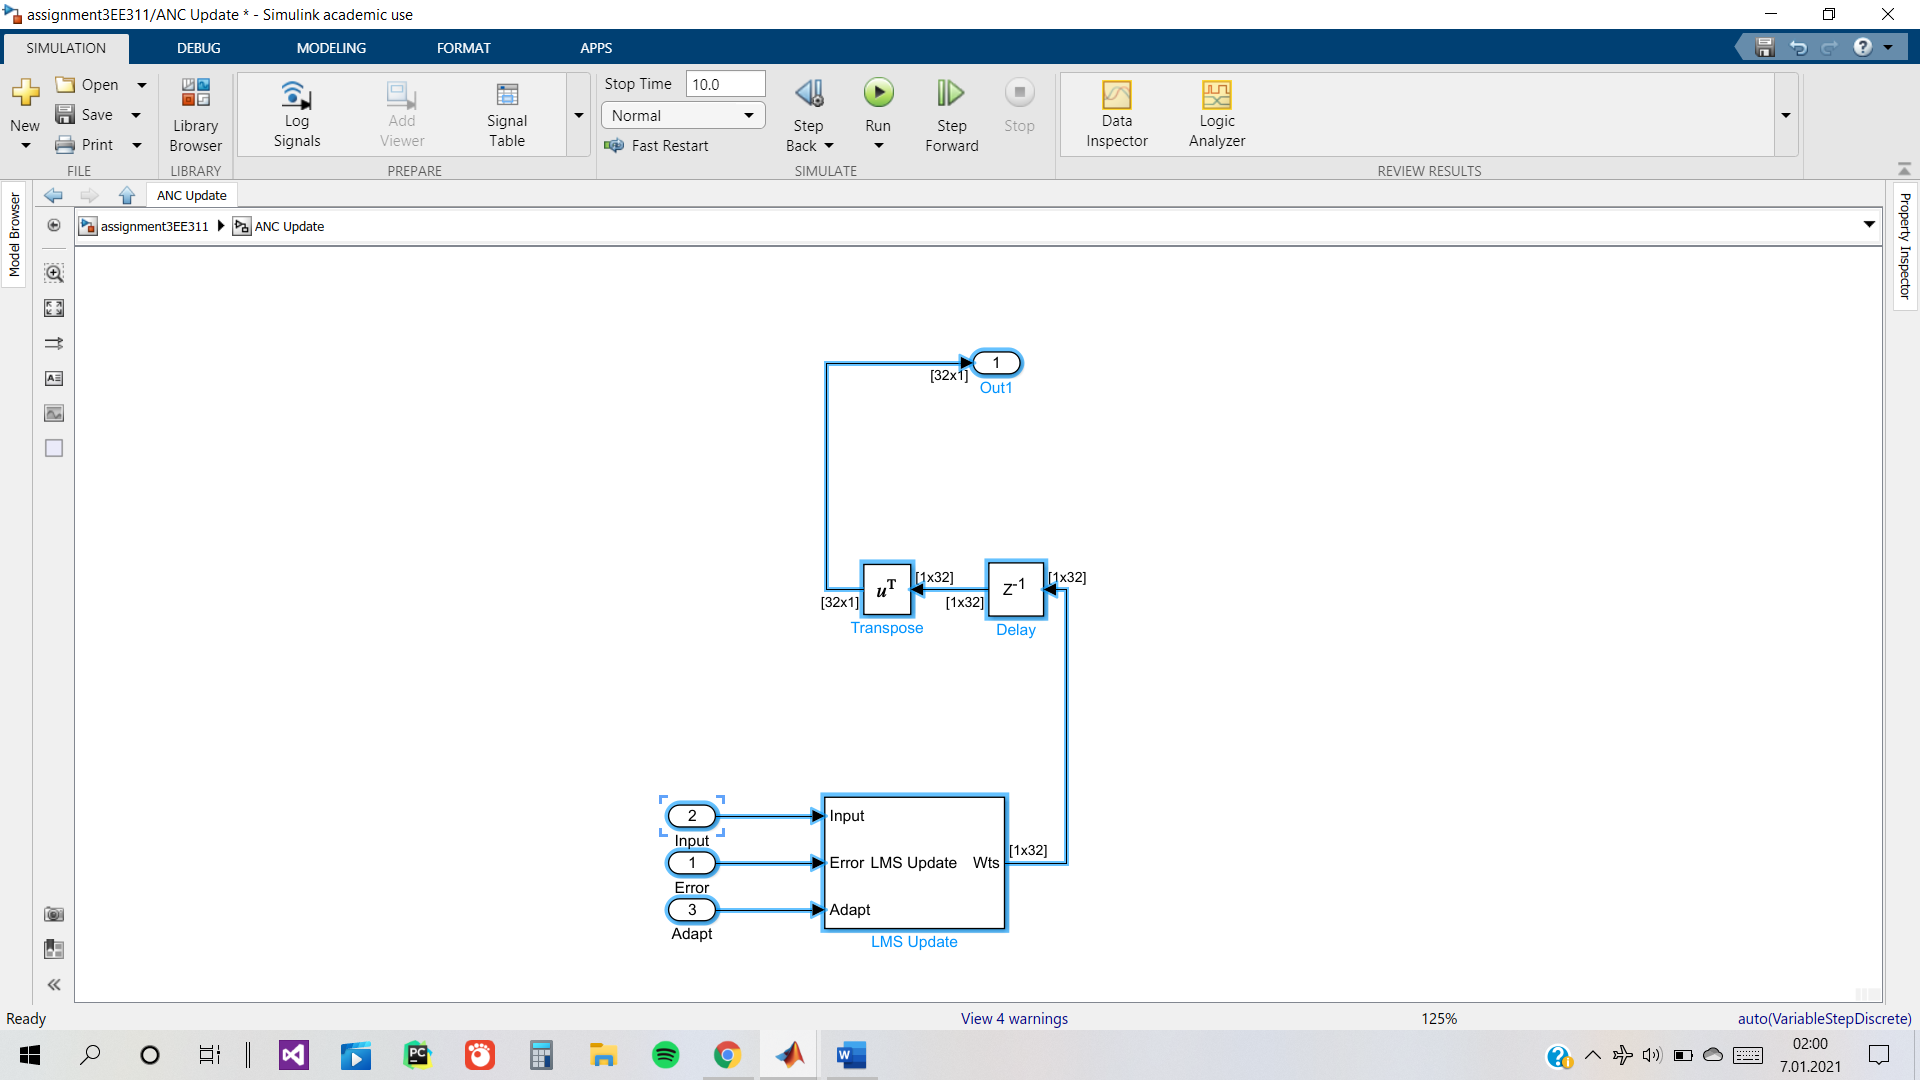 assignment3EE311/ANC Update * - Simulink academic use
SIMULATION DEBUG MODELING FORMAT APPS
New
Open
Save
Print
FILE
Library Browser
LIBRARY
Log Signals
Add Viewer
Signal Table
PREPARE
Stop Time 10.0
Normal
Fast Restart
Step Back
Run
Step Forward
Stop
SIMULATE
Data Inspector
Logic Analyzer
REVIEW RESULTS
Model Browser
Property Inspector
ANC Update
assignment3EE311 ANC Update
1
[32x1]
Out1
[32x1]
uT
Transpose
[1x32]
[1x32]
Z-1
Delay
[1x32]
2
Input
1
Error
3
Adapt
Input
Error LMS Update Wts
Adapt
LMS Update
[1x32]
Ready
View 4 warnings
125%
auto(VariableStepDiscrete)
PC
W
02:00
7.01.2021